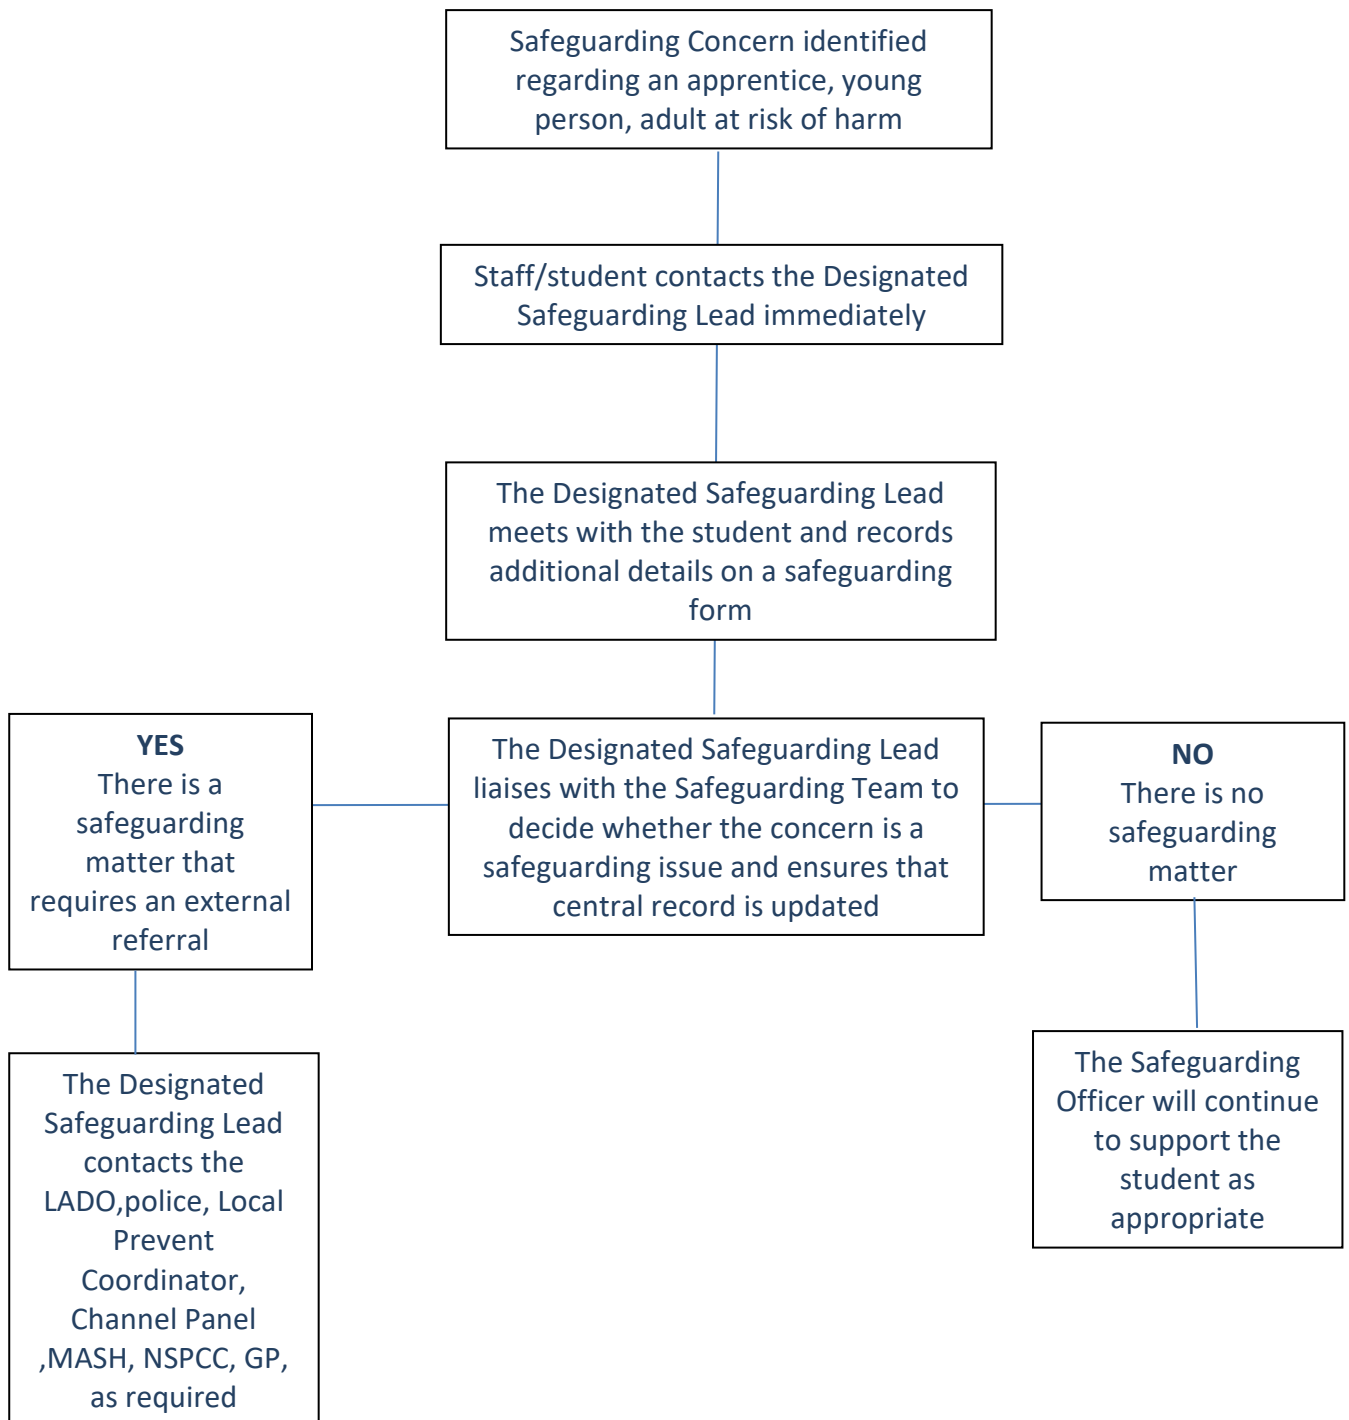 Safeguarding Concern identified
regarding an apprentice, young
person, adult at risk of harm
Staff/student contacts the Designated
Safeguarding Lead immediately
The Designated Safeguarding Lead
meets with the student and records
additional details on a safeguarding
form
YES
There is a
safeguarding
matter that
requires an external
referral
The Designated Safeguarding Lead
liaises with the Safeguarding Team to
decide whether the concern is a
safeguarding issue and ensures that
central record is updated
NO
There is no
safeguarding
matter
The Designated
Safeguarding Lead
contacts the
LADO,police, Local
Prevent
Coordinator,
Channel Panel
,MASH, NSPCC, GP,
as required
The Safeguarding
Officer will continue
to support the
student as
appropriate